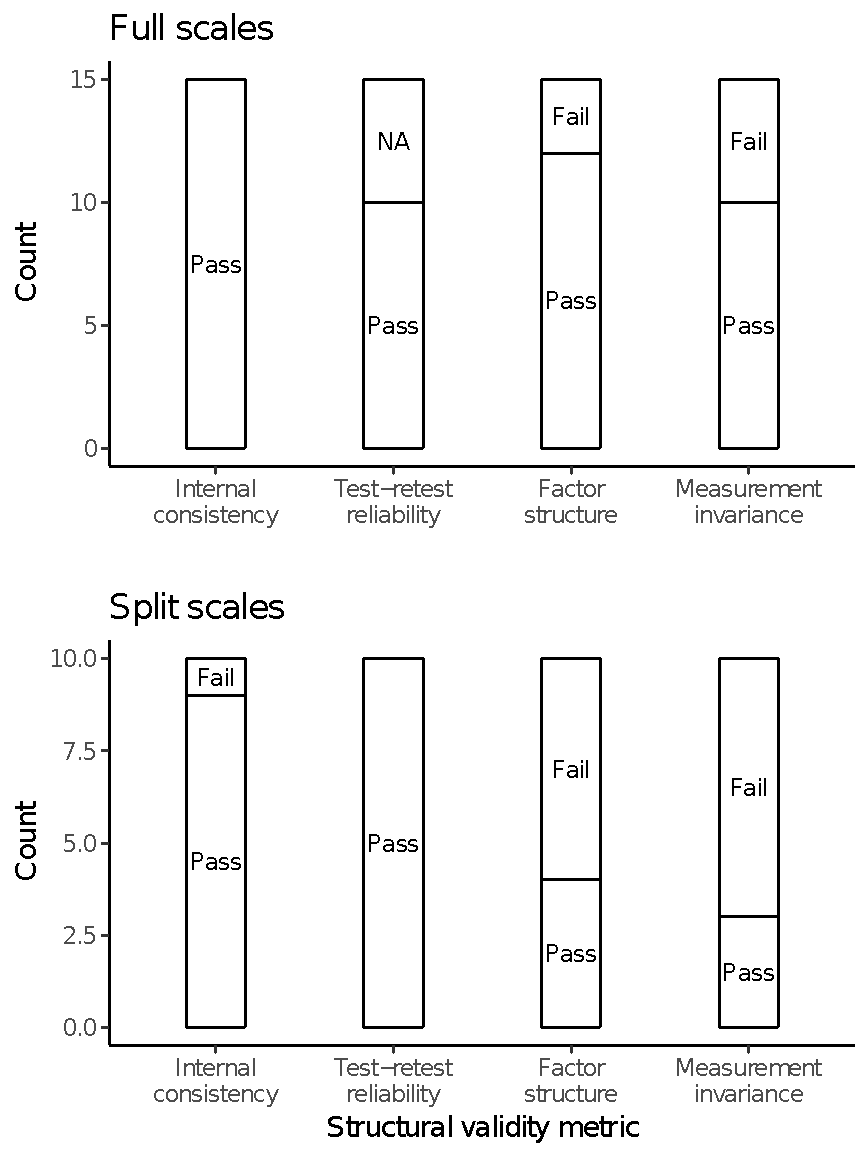 Full scales
Count
15
10
5
0
Pass
NA
Pass
Fail
Pass
Fail
Pass
Internal
consistency
Test−retest
reliability
Factor
structure
Measurement
invariance
Split scales
Count
10.0
7.5
5.0
2.5
0.0
Fail
Pass
Pass
Fail
Pass
Fail
Pass
Internal
consistency
Test−retest
reliability
Factor
structure
Measurement
invariance
Structural validity metric